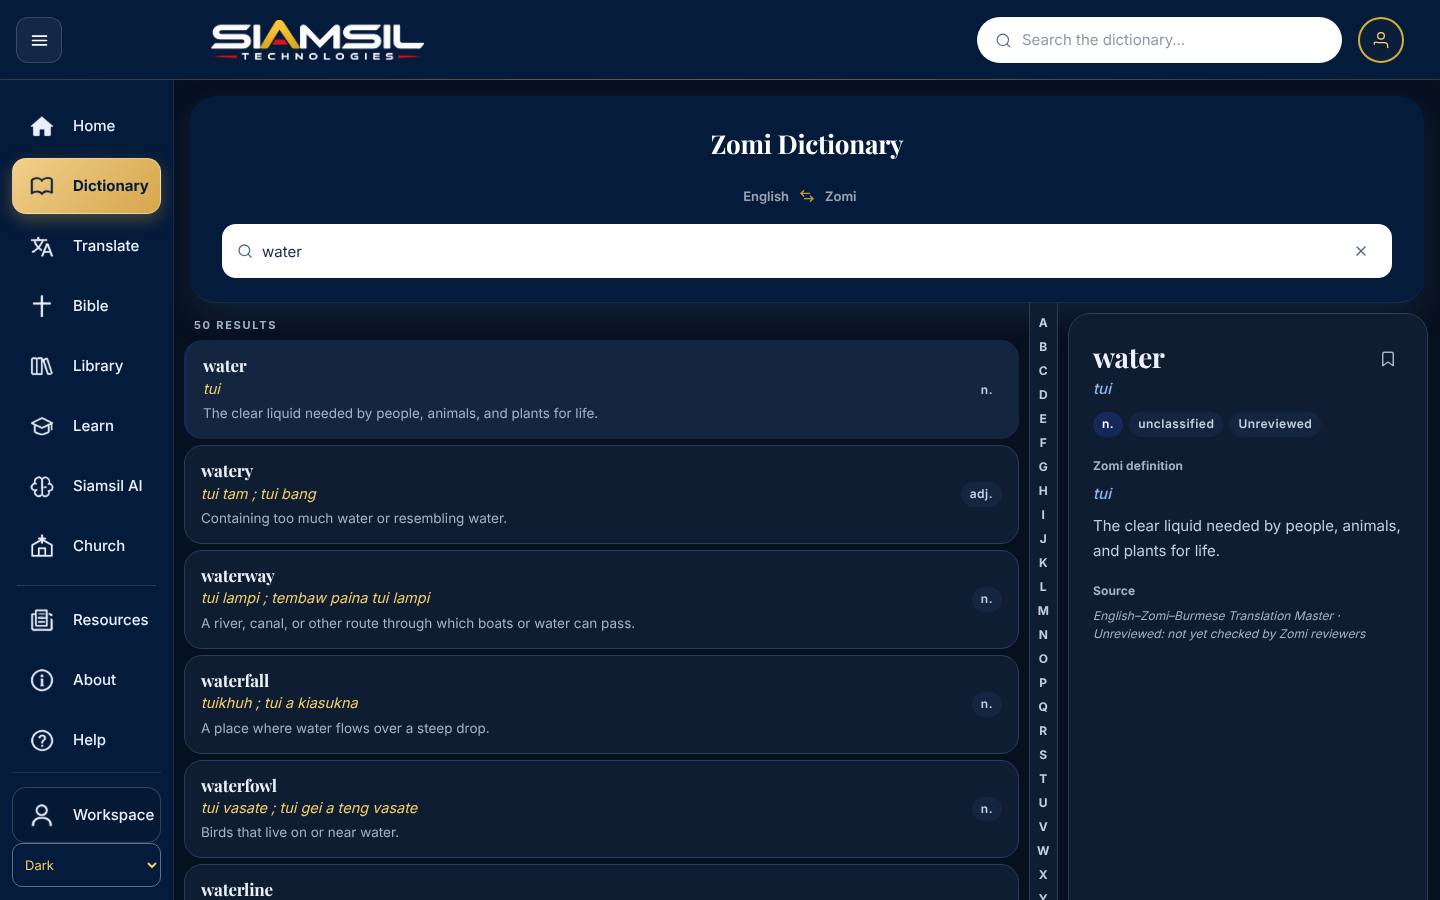 SIAMSIL
TECHNOLOGIES
Search the dictionary...
Home
Dictionary
Translate
Bible
Library
Learn
Siamsil AI
Church
Resources
About
Help
Workspace
Dark
Zomi Dictionary
English Zomi
water
50 RESULTS
water
tui
n.
The clear liquid needed by people, animals, and plants for life.
watery
tui tam ; tui bang
adj.
Containing too much water or resembling water.
waterway
tui lampi ; tembaw paina tui lampi
n.
A river, canal, or other route through which boats or water can pass.
waterfall
tuikhuh ; tui a kiasukna
n.
A place where water flows over a steep drop.
waterfowl
tui vasate ; tui gei a teng vasate
n.
Birds that live on or near water.
waterline
A
B
C
D
E
F
G
H
I
J
K
L
M
N
O
P
Q
R
S
T
U
V
W
X
Y
water
tui
n. unclassified Unreviewed
Zomi definition
tui
The clear liquid needed by people, animals,
and plants for life.
Source
English–Zomi–Burmese Translation Master ·
Unreviewed: not yet checked by Zomi reviewers